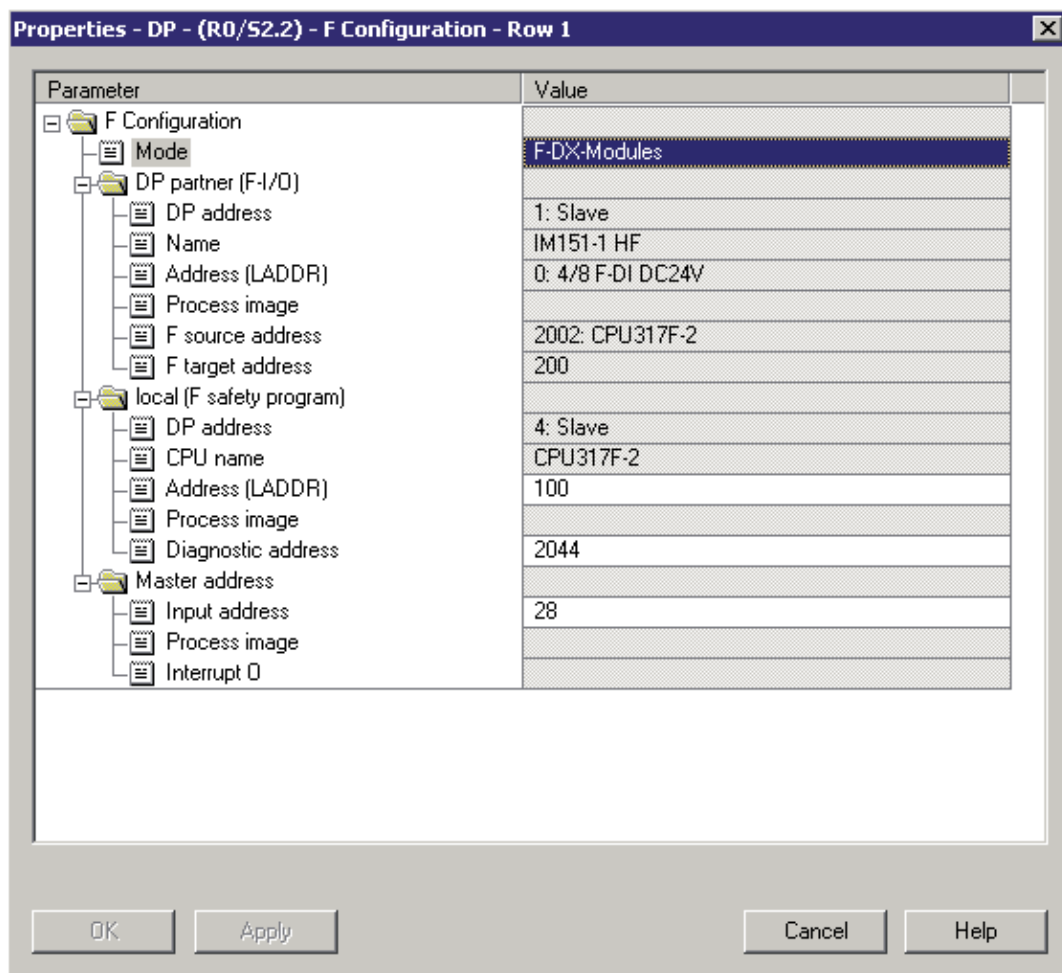 Properties - DP - (R0/S2.2) - F Configuration - Row 1
Parameter Value
F Configuration
Mode F-DX-Modules
DP partner (F-I/O)
DP address 1: Slave
Name IM151-1 HF
Address (LADDR) 0: 4/8 F-DI DC24V
Process image
F source address 2002: CPU317F-2
F target address 200
local (F safety program)
DP address 4: Slave
CPU name CPU317F-2
Address (LADDR) 100
Process image
Diagnostic address 2044
Master address
Input address 28
Process image
Interrupt O
OK Apply Cancel Help